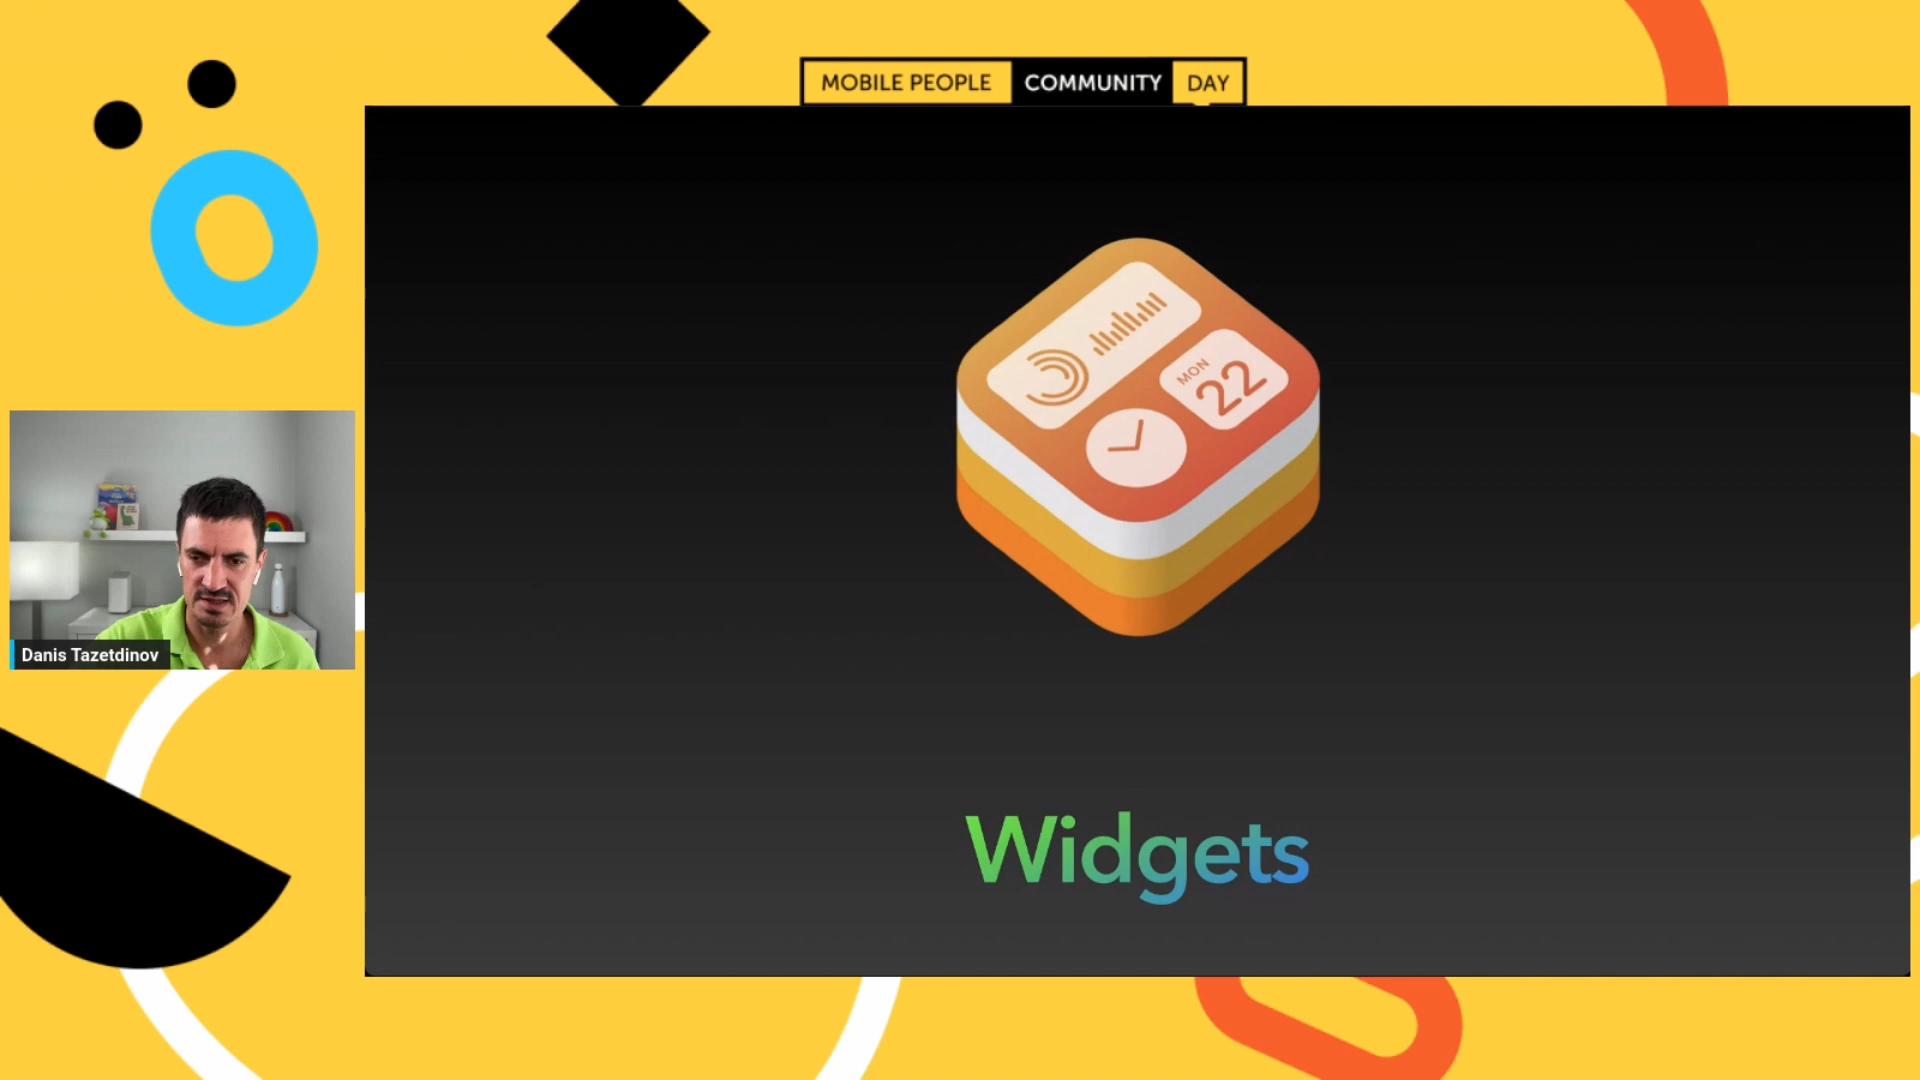 MOBILE PEOPLE COMMUNITY DAY
MON
22
Danis Tazetdinov
Widgets